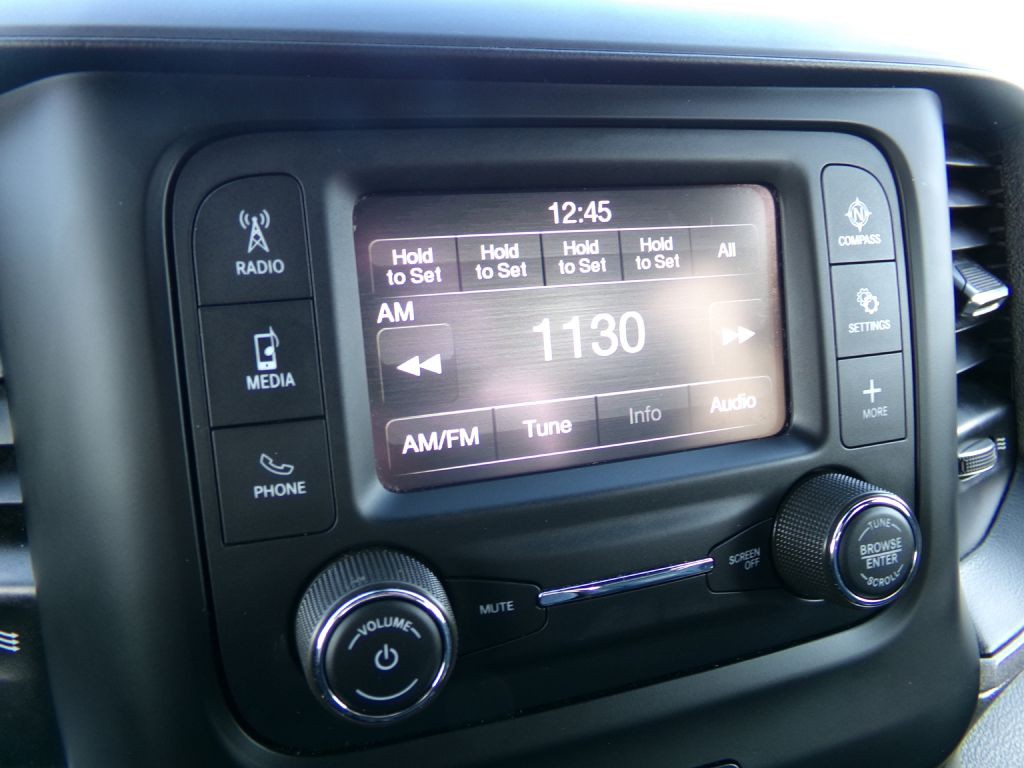 12:45
Hold to Set
Hold to Set
Hold to Set
Hold to Set
All
AM
1130
AM/FM
Tune
Info
Audio
RADIO
MEDIA
PHONE
N
COMPASS
SETTINGS
MORE
VOLUME
MUTE
SCREEN
OFF
TUNE
BROWSE
ENTER
SCROLL